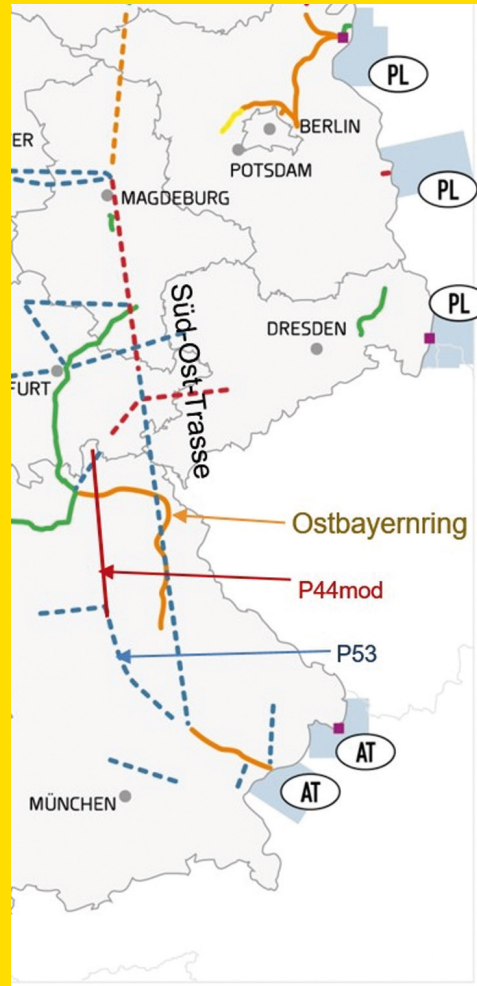 PL
ER
BERLIN
POTSDAM
PL
MAGDEBURG
Süd-Ost-Trasse
PL
DRESDEN
FURT
Ostbayernring
P44mod
P53
AT
AT
MÜNCHEN